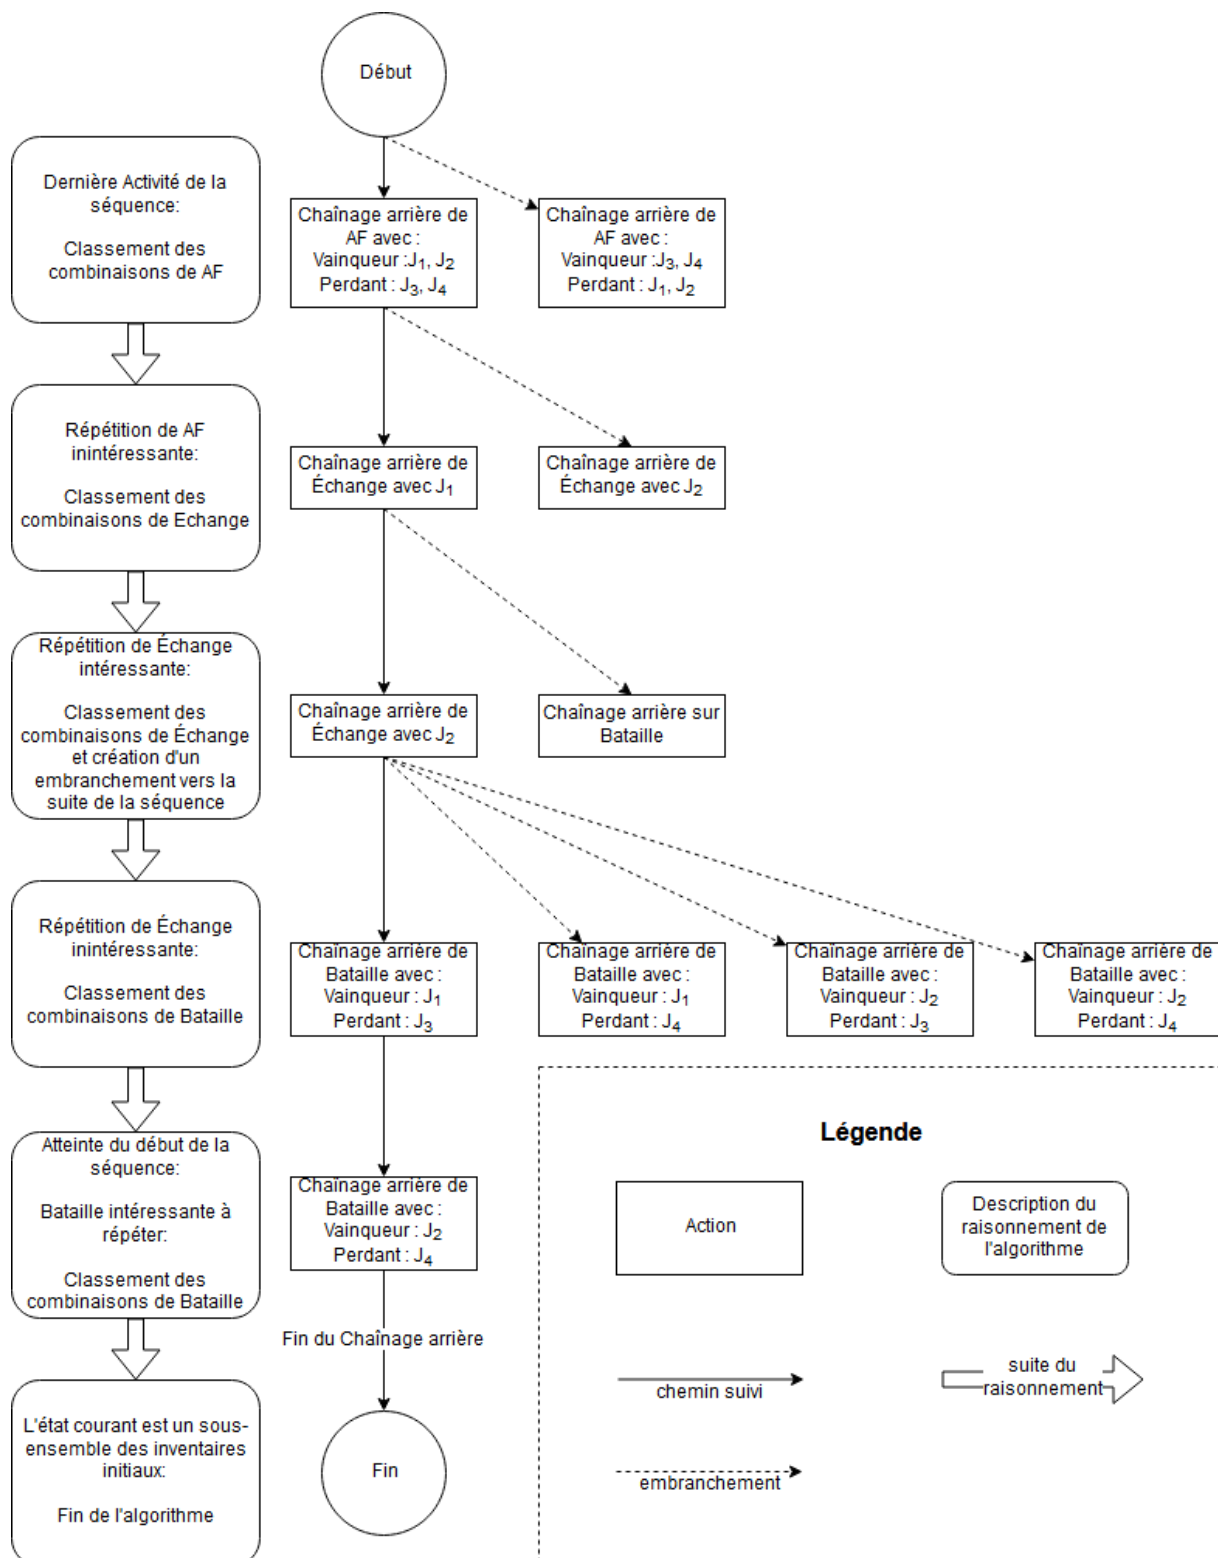 Début
Dernière Activité de la
séquence:
Classement des
combinaisons de AF
Chaînage arrière de
AF avec :
Vainqueur :J₁, J₂
Perdant : J₃, J₄
Chaînage arrière de
AF avec :
Vainqueur :J₃, J₄
Perdant : J₁, J₂
Répétition de AF
inintéressante:
Classement des
combinaisons de Echange
Chaînage arrière de
Échange avec J₁
Chaînage arrière de
Échange avec J₂
Répétition de Échange
intéressante:
Classement des
combinaisons de Échange
et création d'un
embranchement vers la
suite de la séquence
Chaînage arrière de
Échange avec J₂
Chaînage arrière sur
Bataille
Répétition de Échange
inintéressante:
Classement des
combinaisons de Bataille
Chaînage arrière de
Bataille avec :
Vainqueur : J₁
Perdant : J₃
Chaînage arrière de
Bataille avec :
Vainqueur : J₁
Perdant : J₄
Chaînage arrière de
Bataille avec :
Vainqueur : J₂
Perdant : J₃
Chaînage arrière de
Bataille avec :
Vainqueur : J₂
Perdant : J₄
Atteinte du début de la
séquence:
Bataille intéressante à
répéter:
Classement des
combinaisons de Bataille
Chaînage arrière de
Bataille avec :
Vainqueur : J₂
Perdant : J₄
Fin du Chaînage arrière
L'état courant est un sous-
ensemble des inventaires
initiaux:
Fin de l'algorithme
Fin
Légende
Action
Description du
raisonnement de
l'algorithme
chemin suivi
suite du
raisonnement
embranchement